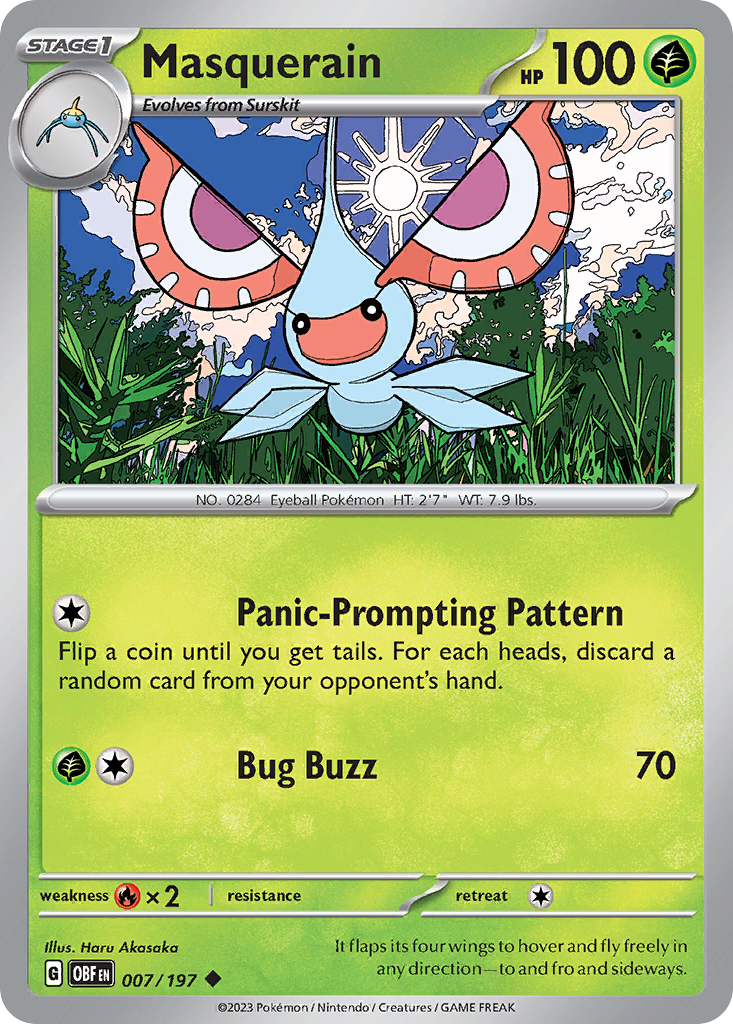 STAGE1
Masquerain
HP 100
Evolves from Surskit
NO. 0284 Eyeball Pokémon HT: 2'7" WT: 7.9 lbs.
Panic-Prompting Pattern
Flip a coin until you get tails. For each heads, discard a
random card from your opponent's hand.
Bug Buzz 70
weakness ×2 resistance retreat
Illus. Haru Akasaka
It flaps its four wings to hover and fly freely in
any direction—to and fro and sideways.
G OBF EN 007/197
©2023 Pokémon / Nintendo / Creatures / GAME FREAK